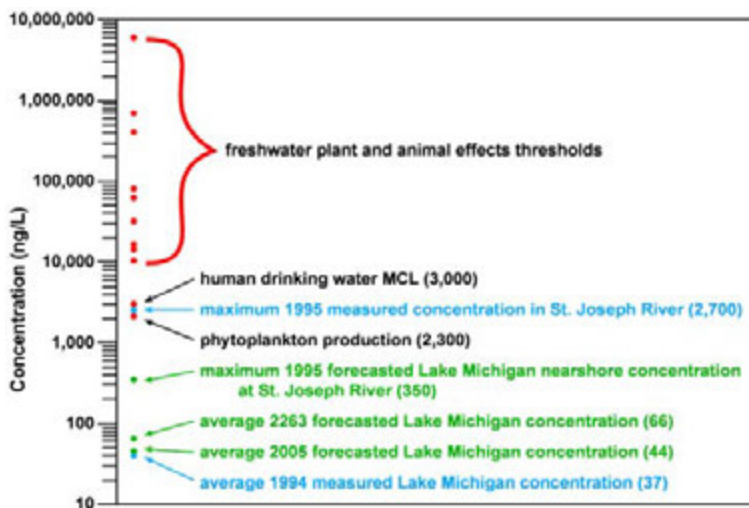 10,000,000
1,000,000
100,000
10,000
1,000
100
10
Concentration (ng/L)
freshwater plant and animal effects thresholds
human drinking water MCL (3,000)
maximum 1995 measured concentration in St. Joseph River (2,700)
phytoplankton production (2,300)
maximum 1995 forecasted Lake Michigan nearshore concentration
at St. Joseph River (350)
average 2263 forecasted Lake Michigan concentration (66)
average 2005 forecasted Lake Michigan concentration (44)
average 1994 measured Lake Michigan concentration (37)